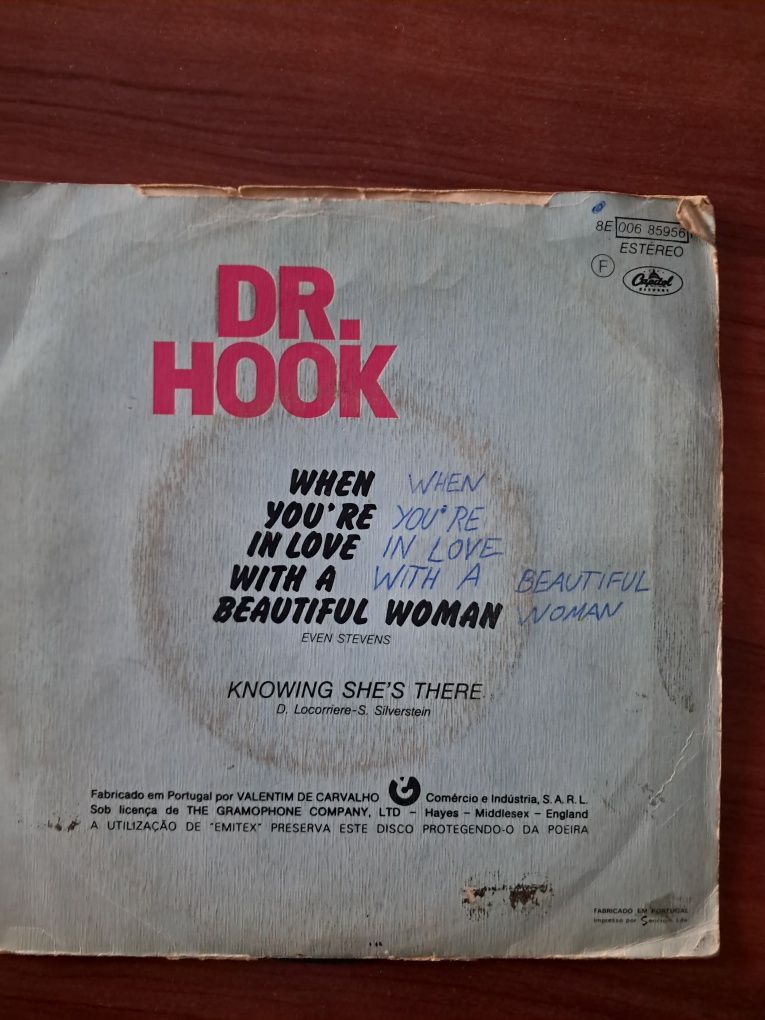 8E 006 85956
ESTÉREO
F Capitol
RECORDS
DR.
HOOK
WHEN WHEN
YOU'RE YOU'RE
IN LOVE IN LOVE
WITH A WITH A BEAUTIFUL
BEAUTIFUL WOMAN WOMAN
EVEN STEVENS
KNOWING SHE'S THERE
D. Locorriere-S. Silverstein
Fabricado em Portugal por VALENTIM DE CARVALHO Comércio e Indústria, S.A.R.L.
Sob licença de THE GRAMOPHONE COMPANY, LTD - Hayes - Middlesex - England
A UTILIZAÇÃO DE "EMITEX" PRESERVA ESTE DISCO PROTEGENDO-O DA POEIRA
FABRICADO EM PORTUGAL
Impresso por